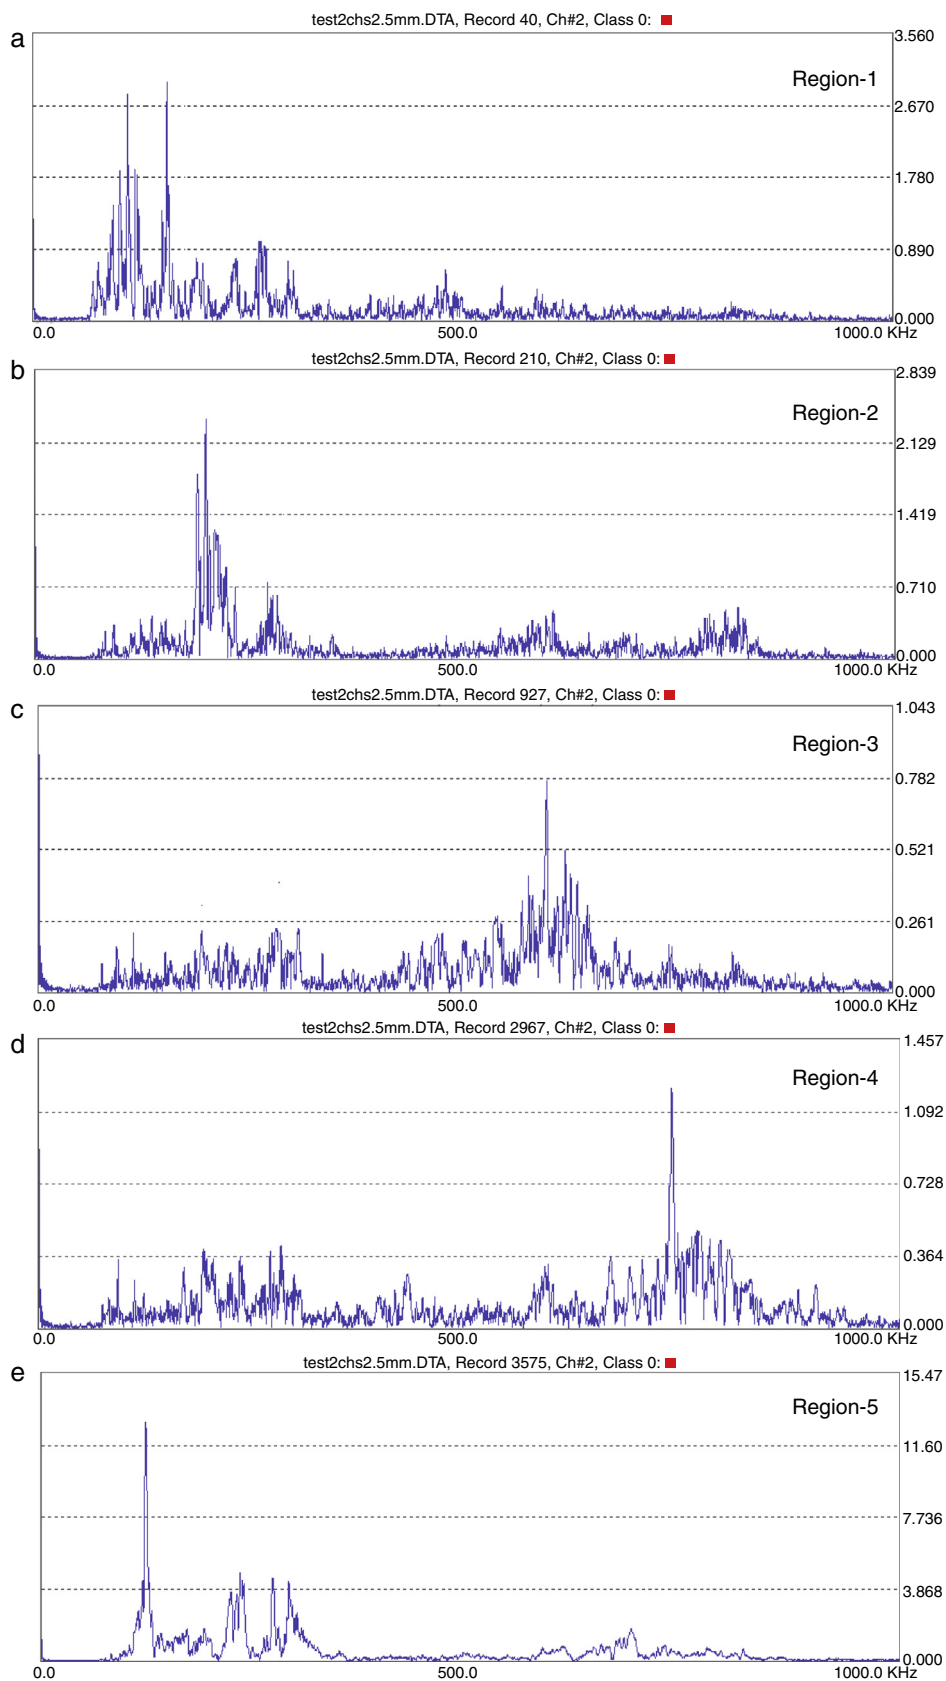 test2chs2.5mm.DTA, Record 40, Ch#2, Class 0:
a
3.560
Region-1
2.670
1.780
0.890
0.000
0.0 500.0 1000.0 KHz
test2chs2.5mm.DTA, Record 210, Ch#2, Class 0:
b
2.839
Region-2
2.129
1.419
0.710
0.000
0.0 500.0 1000.0 KHz
test2chs2.5mm.DTA, Record 927, Ch#2, Class 0:
c
1.043
Region-3
0.782
0.521
0.261
0.000
0.0 500.0 1000.0 KHz
test2chs2.5mm.DTA, Record 2967, Ch#2, Class 0:
d
1.457
Region-4
1.092
0.728
0.364
0.000
0.0 500.0 1000.0 KHz
test2chs2.5mm.DTA, Record 3575, Ch#2, Class 0:
e
15.47
Region-5
11.60
7.736
3.868
0.000
0.0 500.0 1000.0 KHz